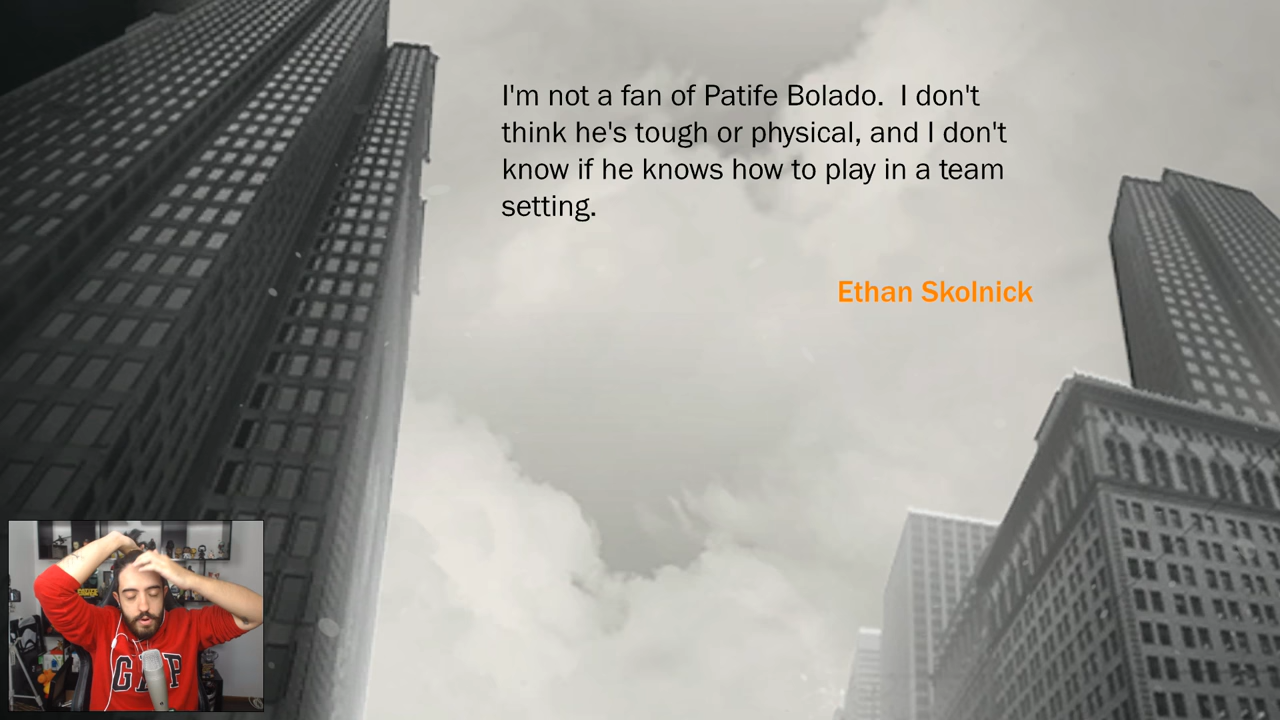 I'm not a fan of Patife Bolado.  I don't
think he's tough or physical, and I don't
know if he knows how to play in a team
setting.
Ethan Skolnick